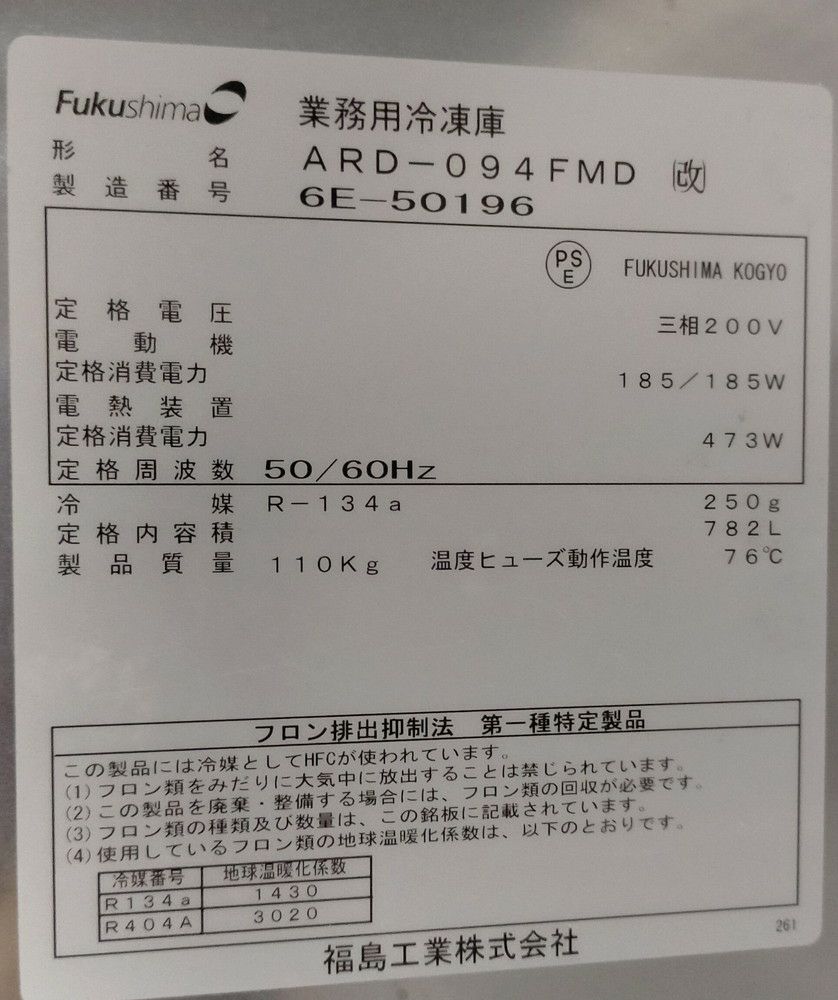 Fukushima 業務用冷凍庫
形名 ARD-094FMD (改)
製造番号 6E-50196
PSE FUKUSHIMA KOGYO
定格電圧 三相200V
電動機
定格消費電力 185/185W
電熱装置
定格消費電力 473W
定格周波数 50/60Hz
冷媒 R-134a 250g
定格内容積 782L
製品質量 110Kg 温度ヒューズ動作温度 76℃
フロン排出抑制法 第一種特定製品
この製品には冷媒としてHFCが使われています。
(1)フロン類をみだりに大気中に放出することは禁じられています。
(2)この製品を廃棄・整備する場合には、フロン類の回収が必要です。
(3)フロン類の種類及び数量は、この銘板に記載されています。
(4)使用しているフロン類の地球温暖化係数は、以下のとおりです。
冷媒番号 地球温暖化係数
R134a 1430
R404A 3020
261
福島工業株式会社